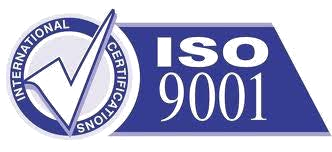 INTERNATIONAL
CERTIFICATIONS
ISO
9001